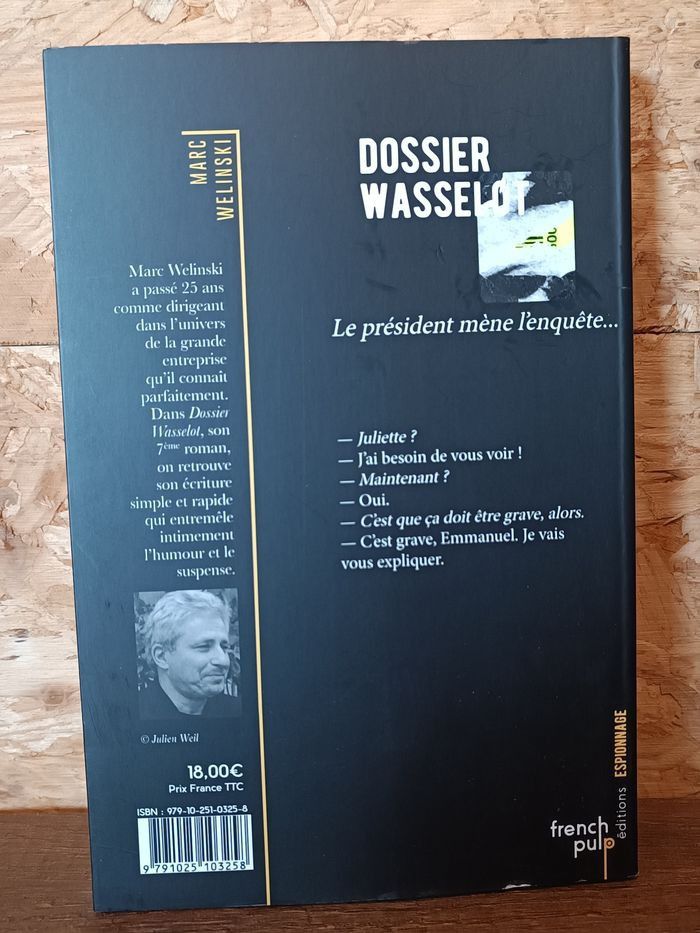 MARC
WELINSKI
Marc Welinski
a passé 25 ans
comme dirigeant
dans l'univers
de la grande
entreprise
qu'il connaît
parfaitement.
Dans Dossier
Wasselot, son
7ème roman,
on retrouve
son écriture
simple et rapide
qui entremêle
intimement
l'humour et le
suspense.
© Julien Weil
18,00€
Prix France TTC
ISBN : 979-10-251-0325-8
9 791025 103258
DOSSIER
WASSELOT
Le président mène l'enquête...
— Juliette ?
— J'ai besoin de vous voir !
— Maintenant ?
— Oui.
— C'est que ça doit être grave, alors.
— C'est grave, Emmanuel. Je vais
vous expliquer.
french
pulp
éditions
ESPIONNAGE